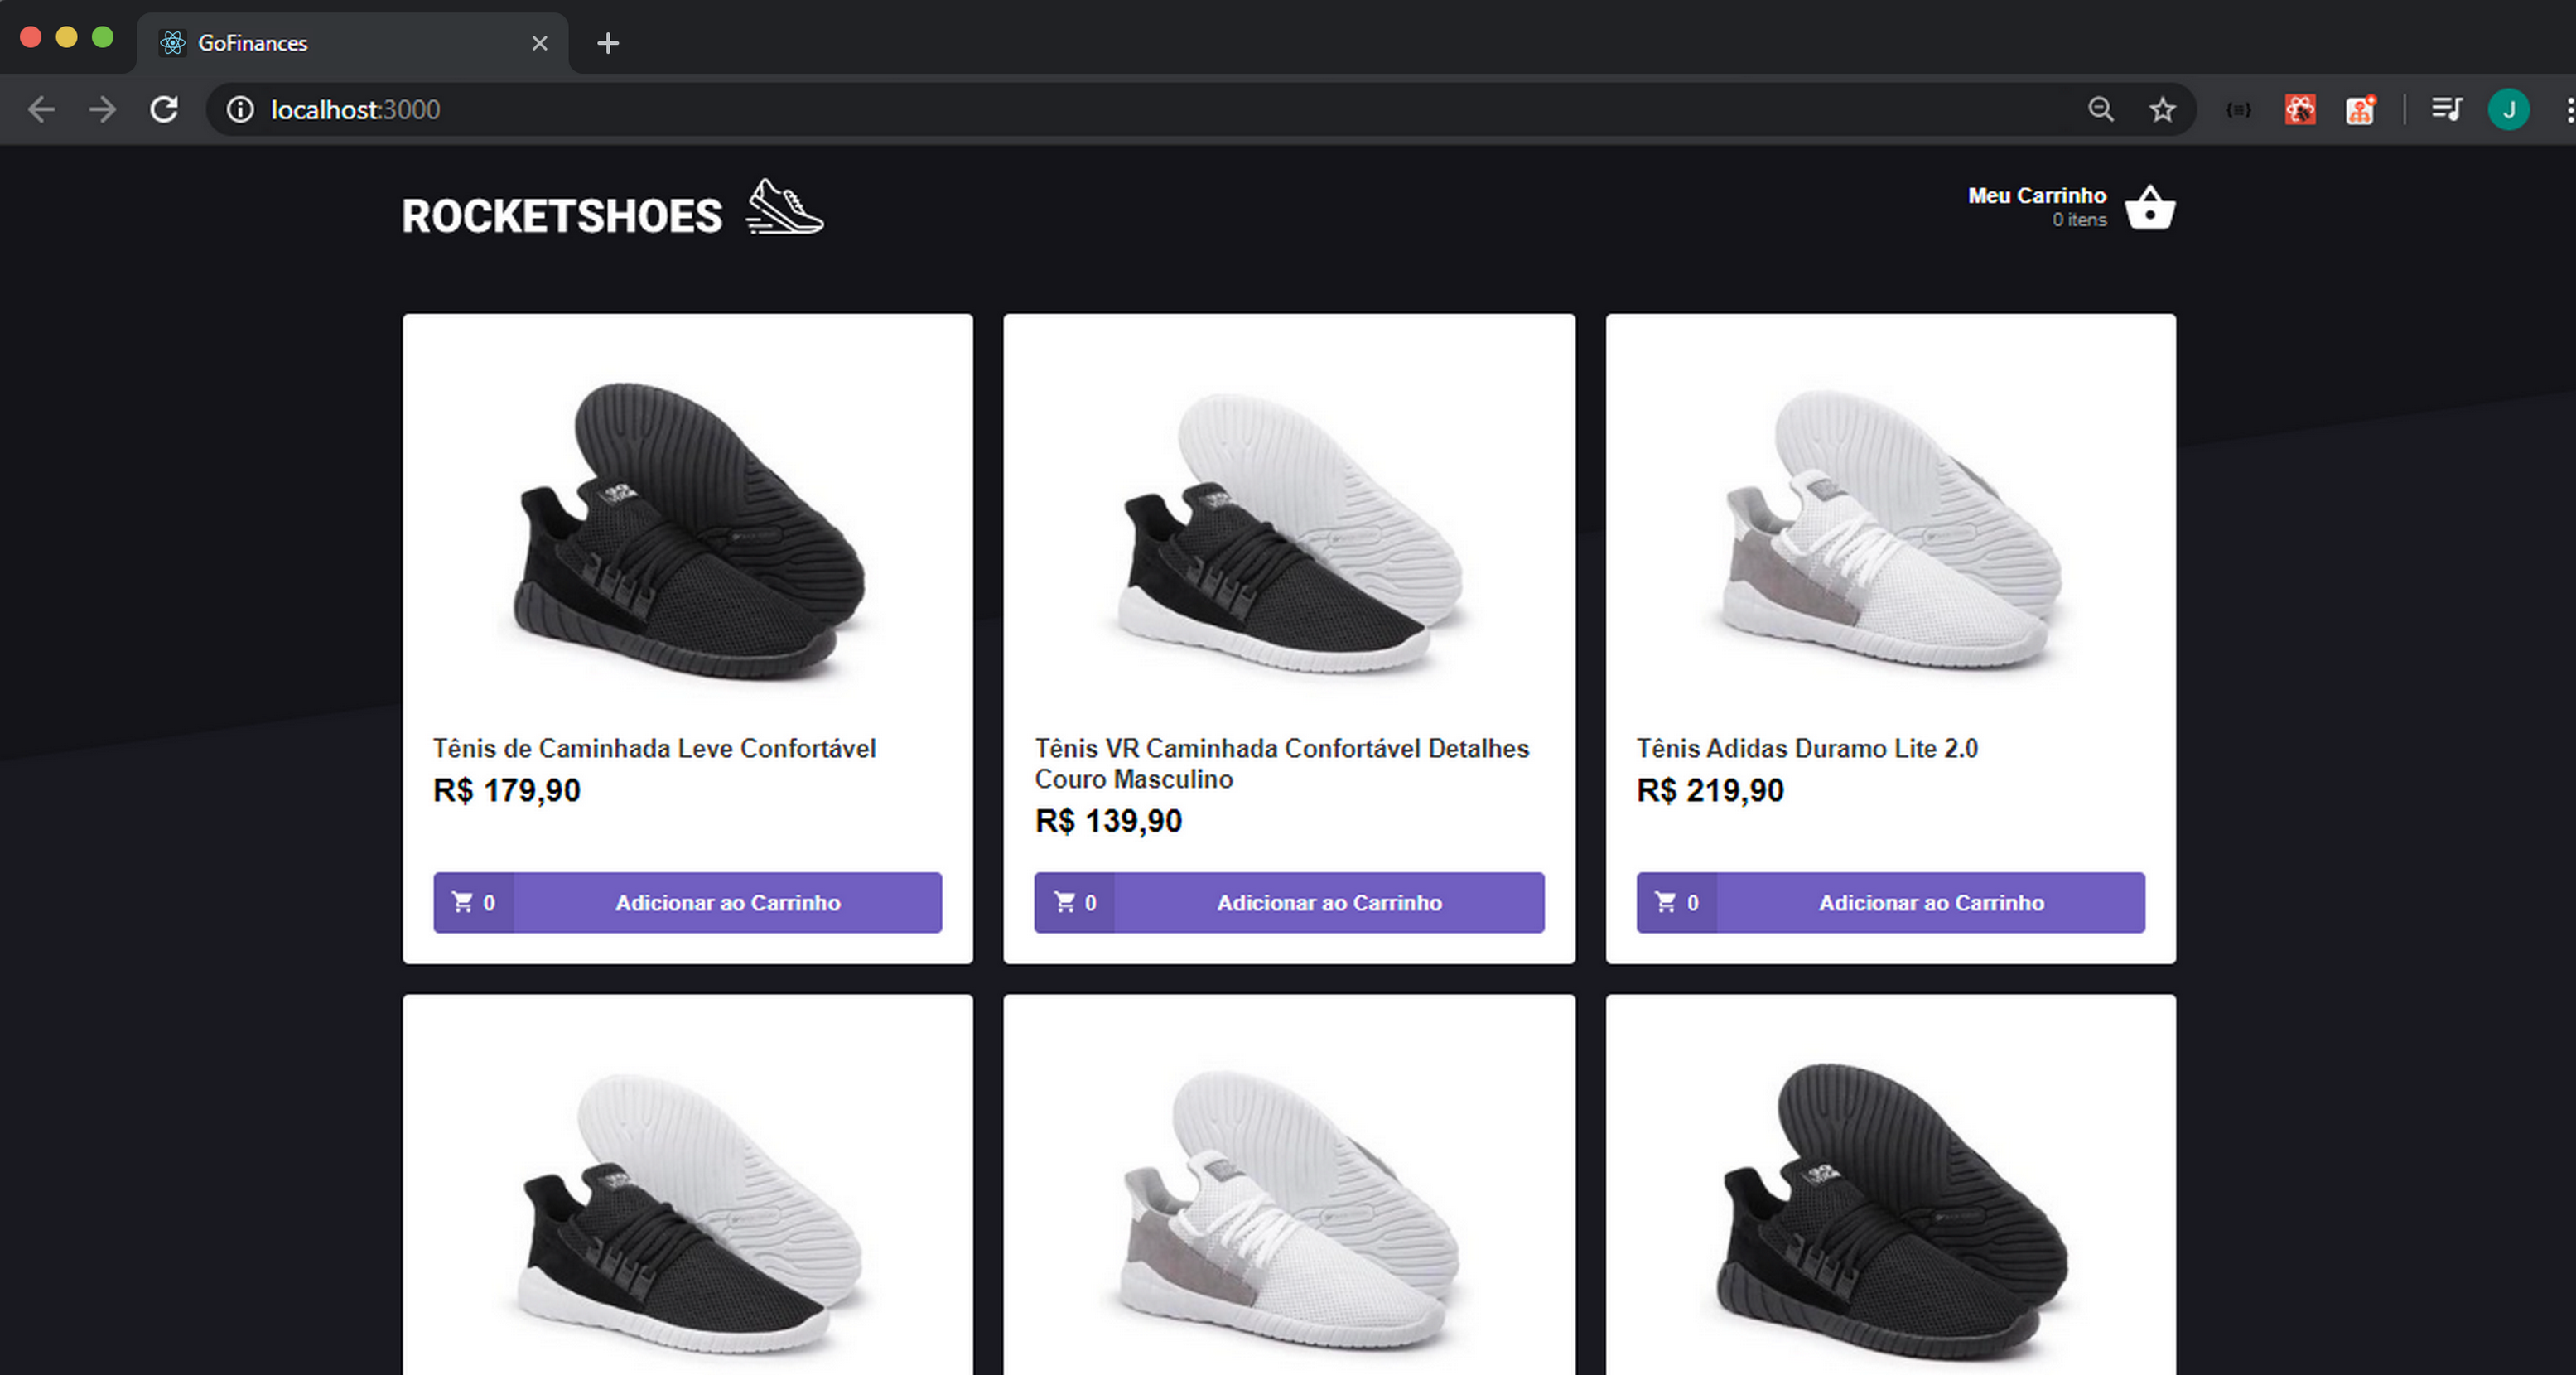 GoFinances
localhost:3000
J
ROCKETSHOES
Meu Carrinho
0 itens
Tênis de Caminhada Leve Confortável
R$ 179,90
0 Adicionar ao Carrinho
Tênis VR Caminhada Confortável Detalhes
Couro Masculino
R$ 139,90
0 Adicionar ao Carrinho
Tênis Adidas Duramo Lite 2.0
R$ 219,90
0 Adicionar ao Carrinho